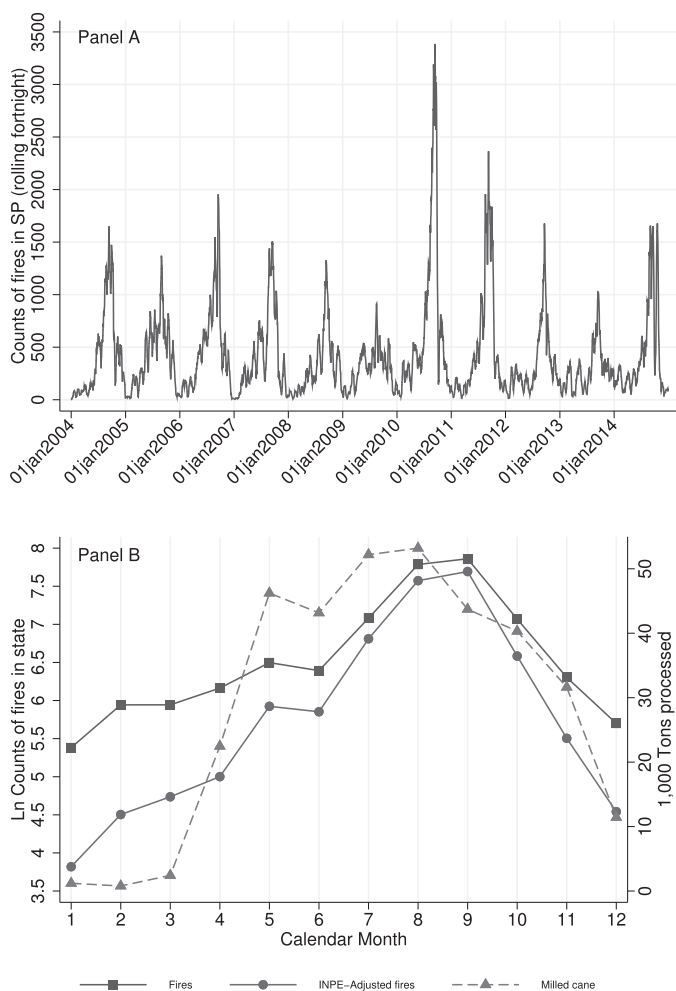 Panel A
Counts of fires in SP (rolling fortnight)
3500
3000
2500
2000
1500
1000
500
0
01jan2004
01jan2005
01jan2006
01jan2007
01jan2008
01jan2009
01jan2010
01jan2011
01jan2012
01jan2013
01jan2014
Panel B
Ln Counts of fires in state
8
7.5
7
6.5
6
5.5
5
4.5
4
3.5
50
40
30
20
10
0
1,000 Tons processed
1 2 3 4 5 6 7 8 9 10 11 12
Calendar Month
Fires INPE−Adjusted fires Milled cane